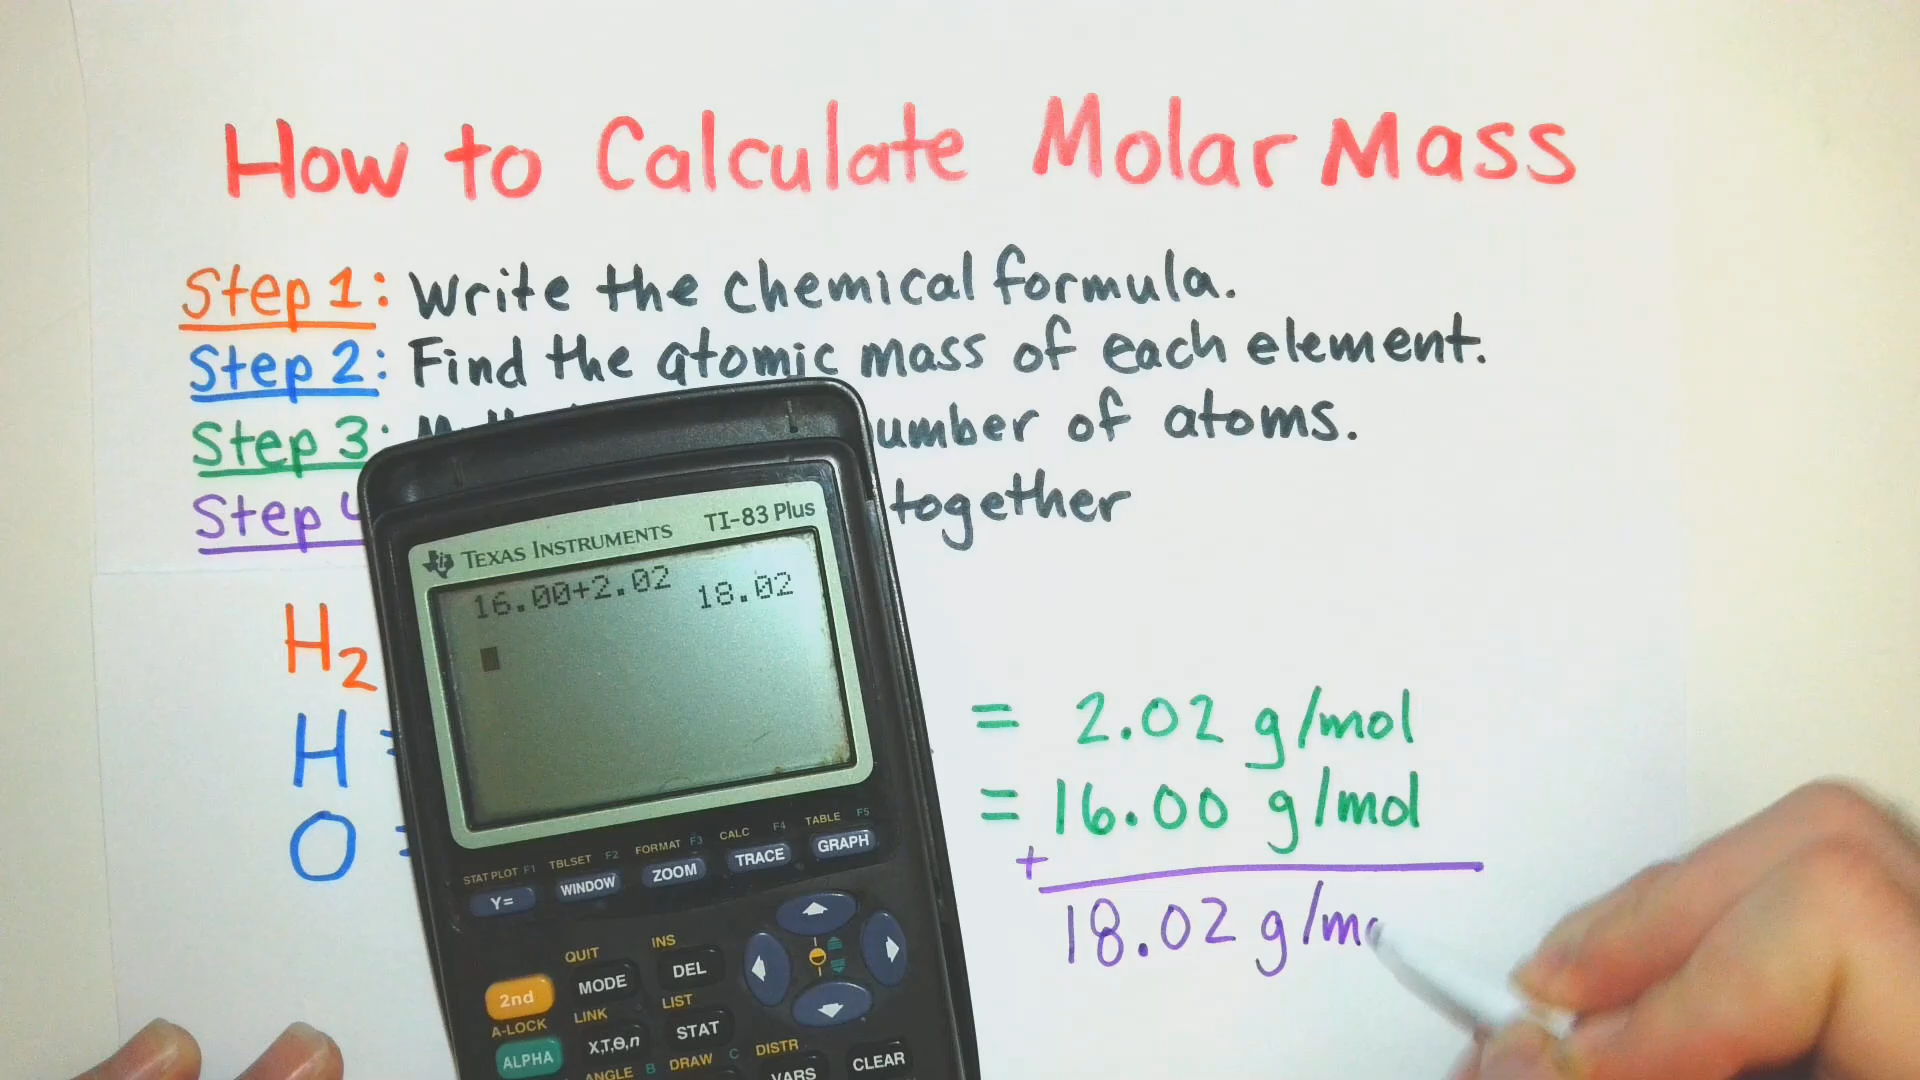 How to Calculate Molar Mass
Step 1: Write the chemical formula.
Step 2: Find the atomic mass of each element.
Step 3: umber of atoms.
Step 4 together
TEXAS INSTRUMENTS TI-83 Plus
16.00+2.02 18.02
H2
H = = 2.02 g/mol
O = = 16.00 g/mol
+
18.02 g/mo
STAT PLOT F1 TBLSET F2 FORMAT F3 CALC F4 TABLE F5
Y= WINDOW ZOOM TRACE GRAPH
QUIT INS
2nd MODE DEL
A-LOCK LINK LIST
ALPHA X,T,Θ,n STAT
ANGLE B DRAW C DISTR
VARS CLEAR